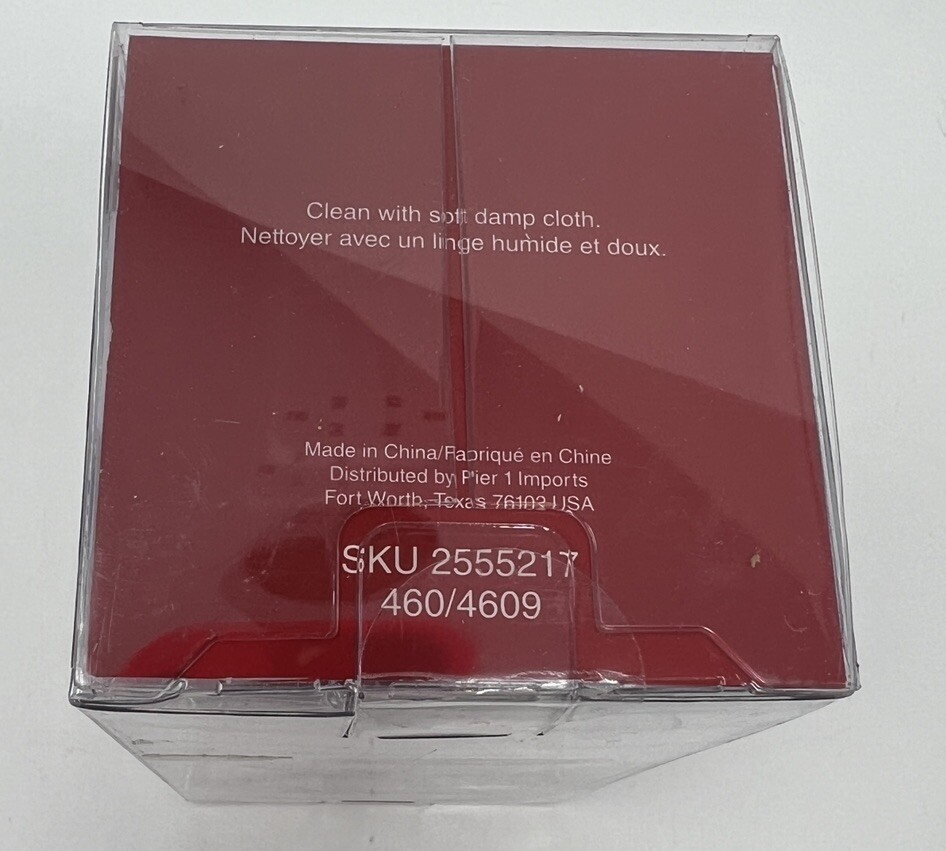 Clean with soft damp cloth.
Nettoyer avec un linge humide et doux.
Made in China/Fabriqué en Chine
Distributed by Pier 1 Imports
Fort Worth, Texas 76102 USA
SKU 2555217
460/4609